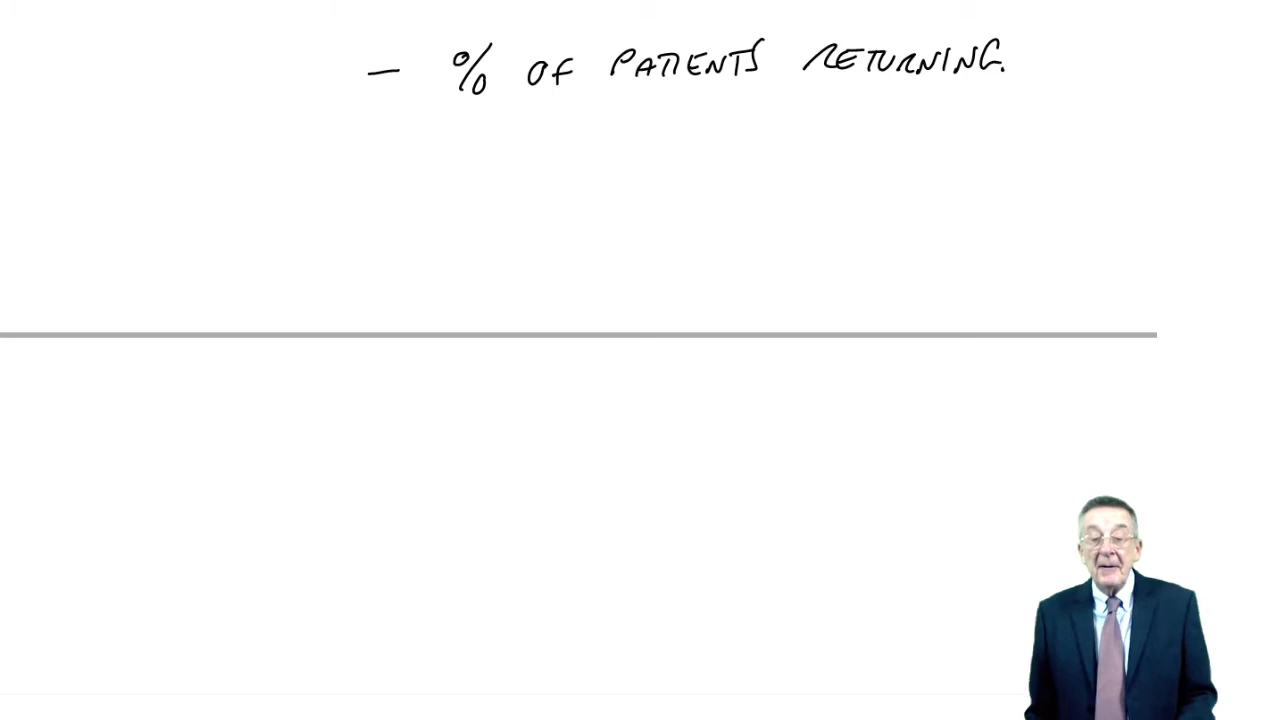 — % OF PATIENTS RETURNING.